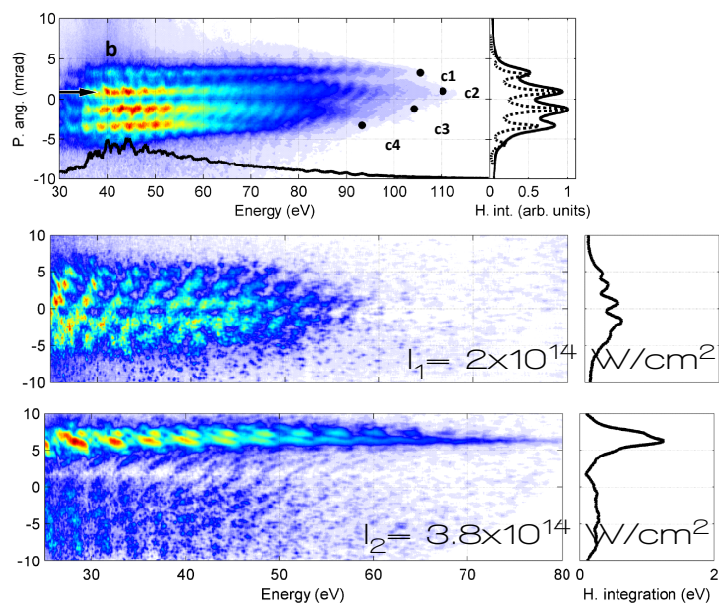 10
5
0
-5
-10
P. ang. (mrad)
b
c1
c2
c3
c4
30 40 50 60 70 80 90 100 110
Energy (eV)
0 0.5 1
H. int. (arb. units)
10
5
0
-5
-10
I1= 2x10^14 W/cm^2
10
5
0
-5
-10
I2= 3.8x10^14 W/cm^2
30 40 50 60 70 80
Energy (eV)
0 1 2
H. integration (eV)